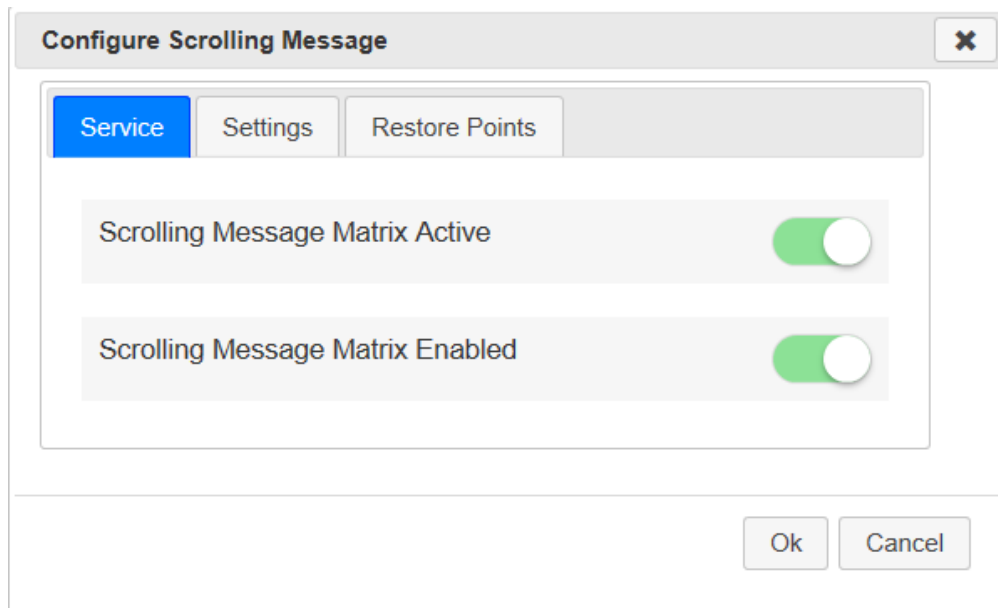 Configure Scrolling Message
Service Settings Restore Points
Scrolling Message Matrix Active
Scrolling Message Matrix Enabled
Ok Cancel